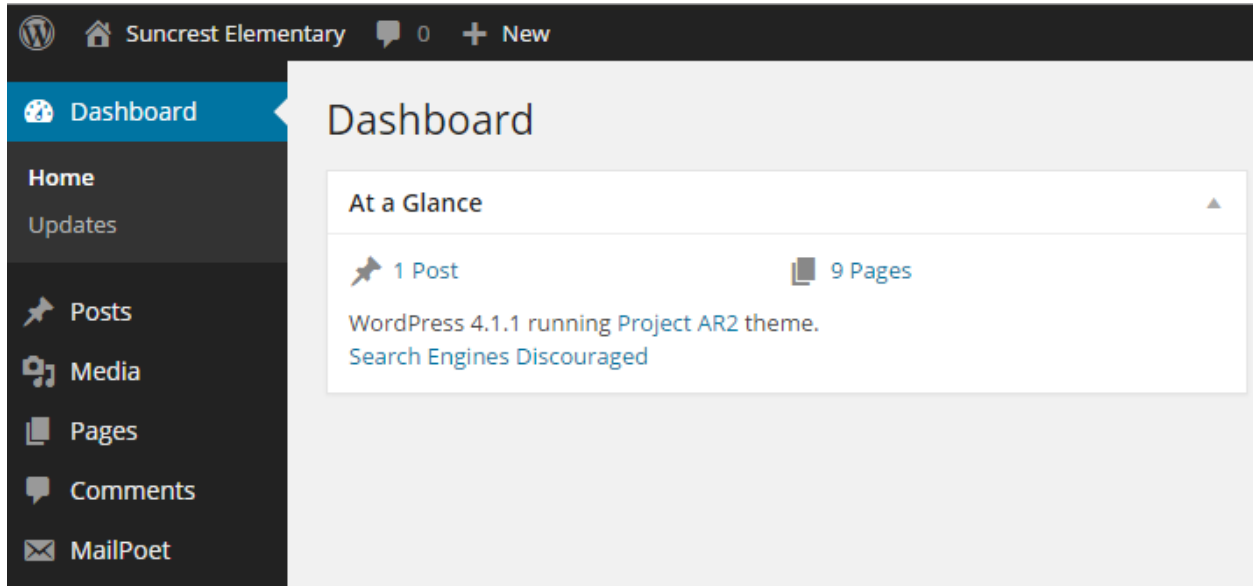 Suncrest Elementary 0 + New
Dashboard
Home
Updates
Posts
Media
Pages
Comments
MailPoet
Dashboard
At a Glance
1 Post 9 Pages
WordPress 4.1.1 running Project AR2 theme.
Search Engines Discouraged